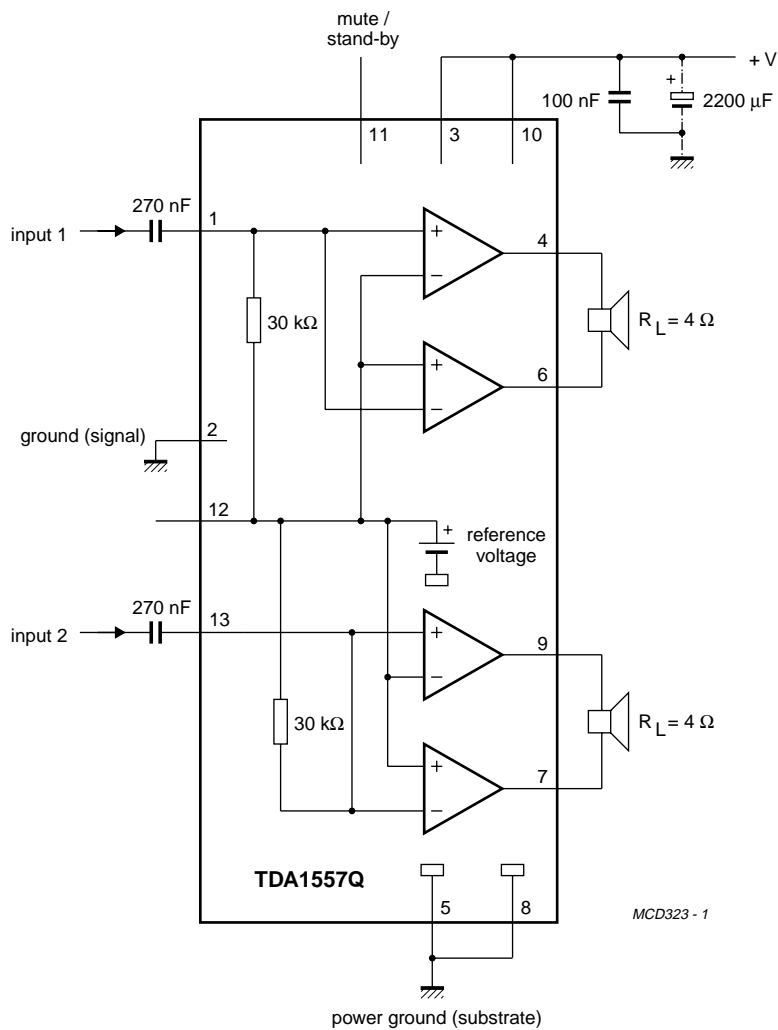 mute /
stand-by
+ V
100 nF
+
2200 μF
11
3
10
270 nF
1
input 1
+
−
4
30 kΩ
R L = 4 Ω
+
−
6
ground (signal)
2
12
+
reference
voltage
270 nF
13
input 2
+
−
9
30 kΩ
R L = 4 Ω
+
−
7
TDA1557Q
5
8
MCD323 - 1
power ground (substrate)